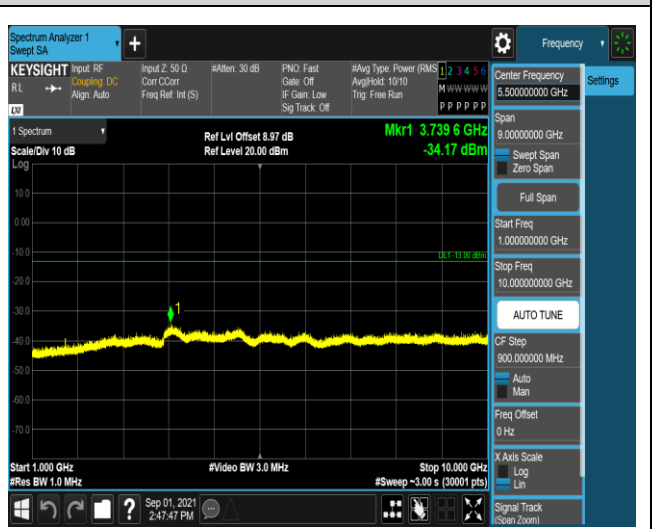 Spectrum Analyzer 1
Swept SA
Frequency
KEYSIGHT
R L
LXI
Input: RF
Coupling: DC
Align: Auto
Input Z: 50 Ω
Corr CCorr
Freq Ref: Int (S)
#Atten: 30 dB
PNO: Fast
Gate: Off
IF Gain: Low
Sig Track: Off
#Avg Type: Power (RMS
Avg|Hold: 10/10
Trig: Free Run
1 2 3 4 5 6
M W W W W W
P P P P P P
1 Spectrum
Scale/Div 10 dB
Log
Ref Lvl Offset 8.97 dB
Ref Level 20.00 dBm
Mkr1 3.739 6 GHz
-34.17 dBm
10.0
0.00
-10.0
-20.0
-30.0
-40.0
-50.0
-60.0
-70.0
DL1 -13.00 dBm
1
Start 1.000 GHz
#Res BW 1.0 MHz
#Video BW 3.0 MHz
Stop 10.000 GHz
#Sweep ~3.00 s (30001 pts)
Sep 01, 2021
2:47:47 PM
Settings
Center Frequency
5.50000000 GHz
Span
9.00000000 GHz
Swept Span
Zero Span
Full Span
Start Freq
1.000000000 GHz
Stop Freq
10.000000000 GHz
AUTO TUNE
CF Step
900.000000 MHz
Auto
Man
Freq Offset
0 Hz
X Axis Scale
Log
Lin
Signal Track
(Span Zoom)